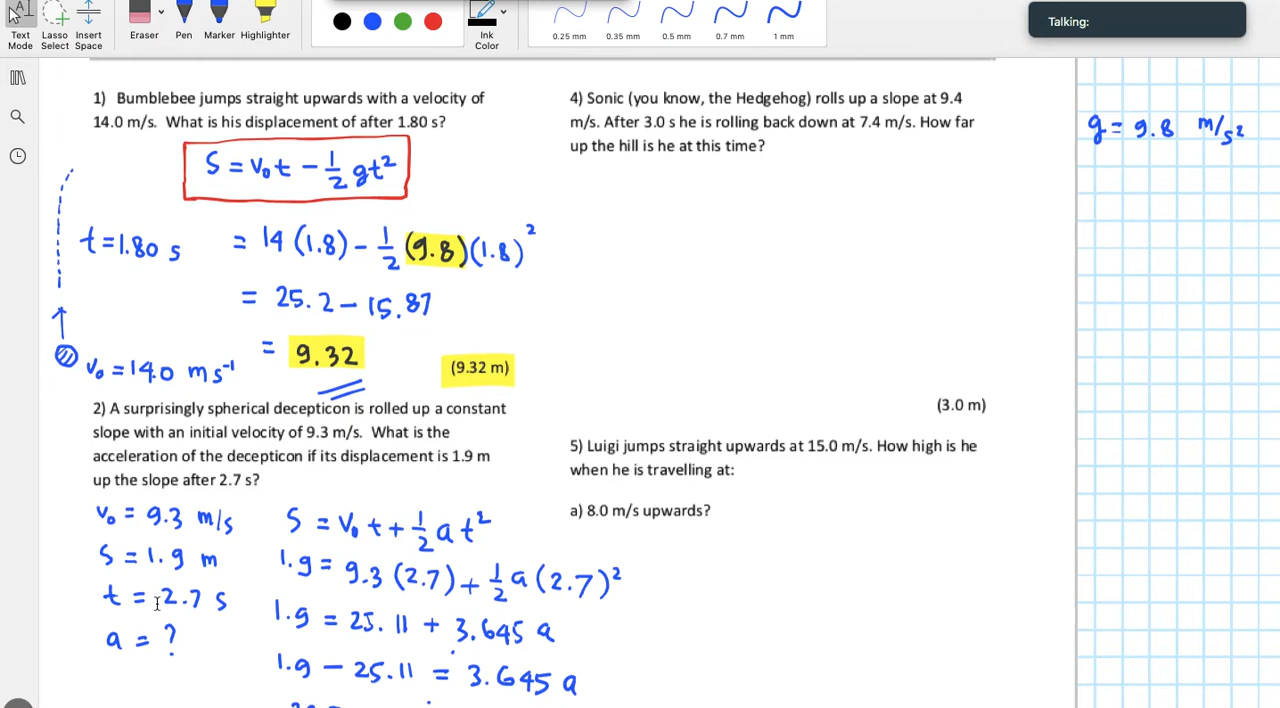 Text Mode
Lasso Select
Insert Space
Eraser
Pen
Marker
Highlighter
Ink Color
0.25 mm
0.35 mm
0.5 mm
0.7 mm
1 mm
Talking:
1) Bumblebee jumps straight upwards with a velocity of
14.0 m/s. What is his displacement of after 1.80 s?
S = v₀t − 1/2 gt²
t = 1.80 s
= 14 (1.8) − 1/2 (9.8)(1.8)²
= 25.2 − 15.87
= 9.32
v₀ = 14.0 ms⁻¹
(9.32 m)
2) A surprisingly spherical decepticon is rolled up a constant
slope with an initial velocity of 9.3 m/s. What is the
acceleration of the decepticon if its displacement is 1.9 m
up the slope after 2.7 s?
v₀ = 9.3 m/s
s = 1.9 m
t = 2.7 s
a = ?
S = v₀t + 1/2 at²
1.9 = 9.3 (2.7) + 1/2 a (2.7)²
1.9 = 25.11 + 3.645 a
1.9 − 25.11 = 3.645 a
4) Sonic (you know, the Hedgehog) rolls up a slope at 9.4
m/s. After 3.0 s he is rolling back down at 7.4 m/s. How far
up the hill is he at this time?
(3.0 m)
5) Luigi jumps straight upwards at 15.0 m/s. How high is he
when he is travelling at:
a) 8.0 m/s upwards?
g = 9.8 m/s²